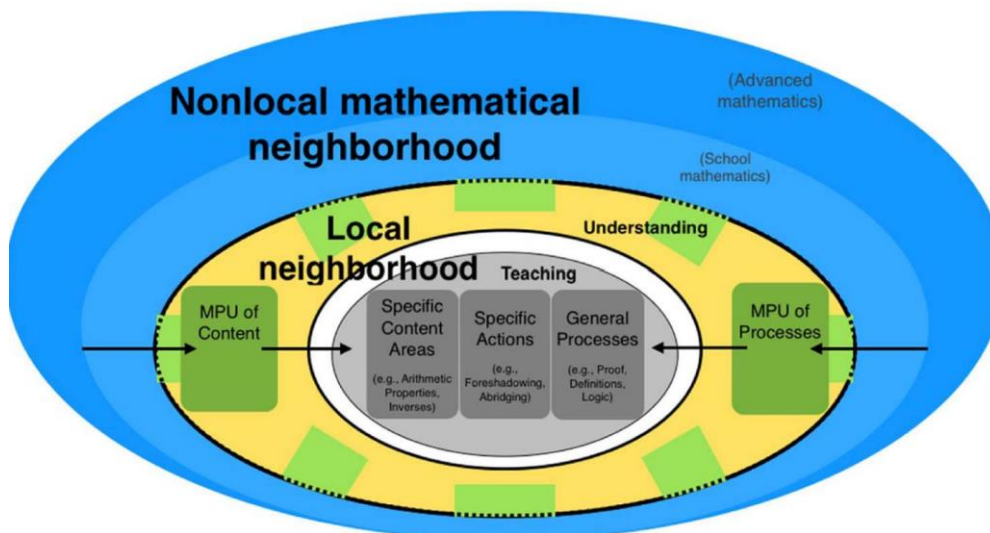 (Advanced
mathematics)
Nonlocal mathematical
neighborhood
(School
mathematics)
Local
neighborhood
Understanding
Teaching
MPU of
Content
Specific
Content
Areas
(e.g., Arithmetic
Properties,
Inverses)
Specific
Actions
(e.g.,
Foreshadowing,
Abridging)
General
Processes
(e.g., Proof,
Definitions,
Logic)
MPU of
Processes